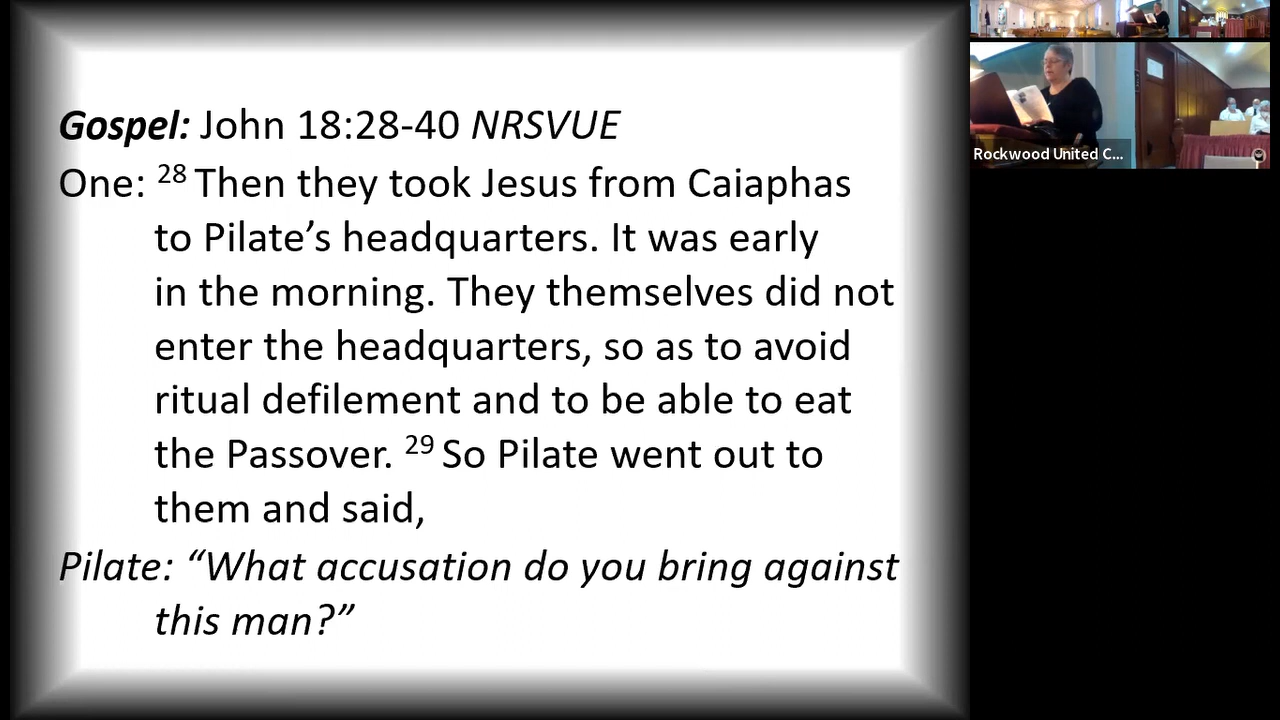 Gospel: John 18:28-40 NRSVUE
One: 28 Then they took Jesus from Caiaphas
to Pilate’s headquarters. It was early
in the morning. They themselves did not
enter the headquarters, so as to avoid
ritual defilement and to be able to eat
the Passover. 29 So Pilate went out to
them and said,
Pilate: “What accusation do you bring against
this man?”
Rockwood United C...